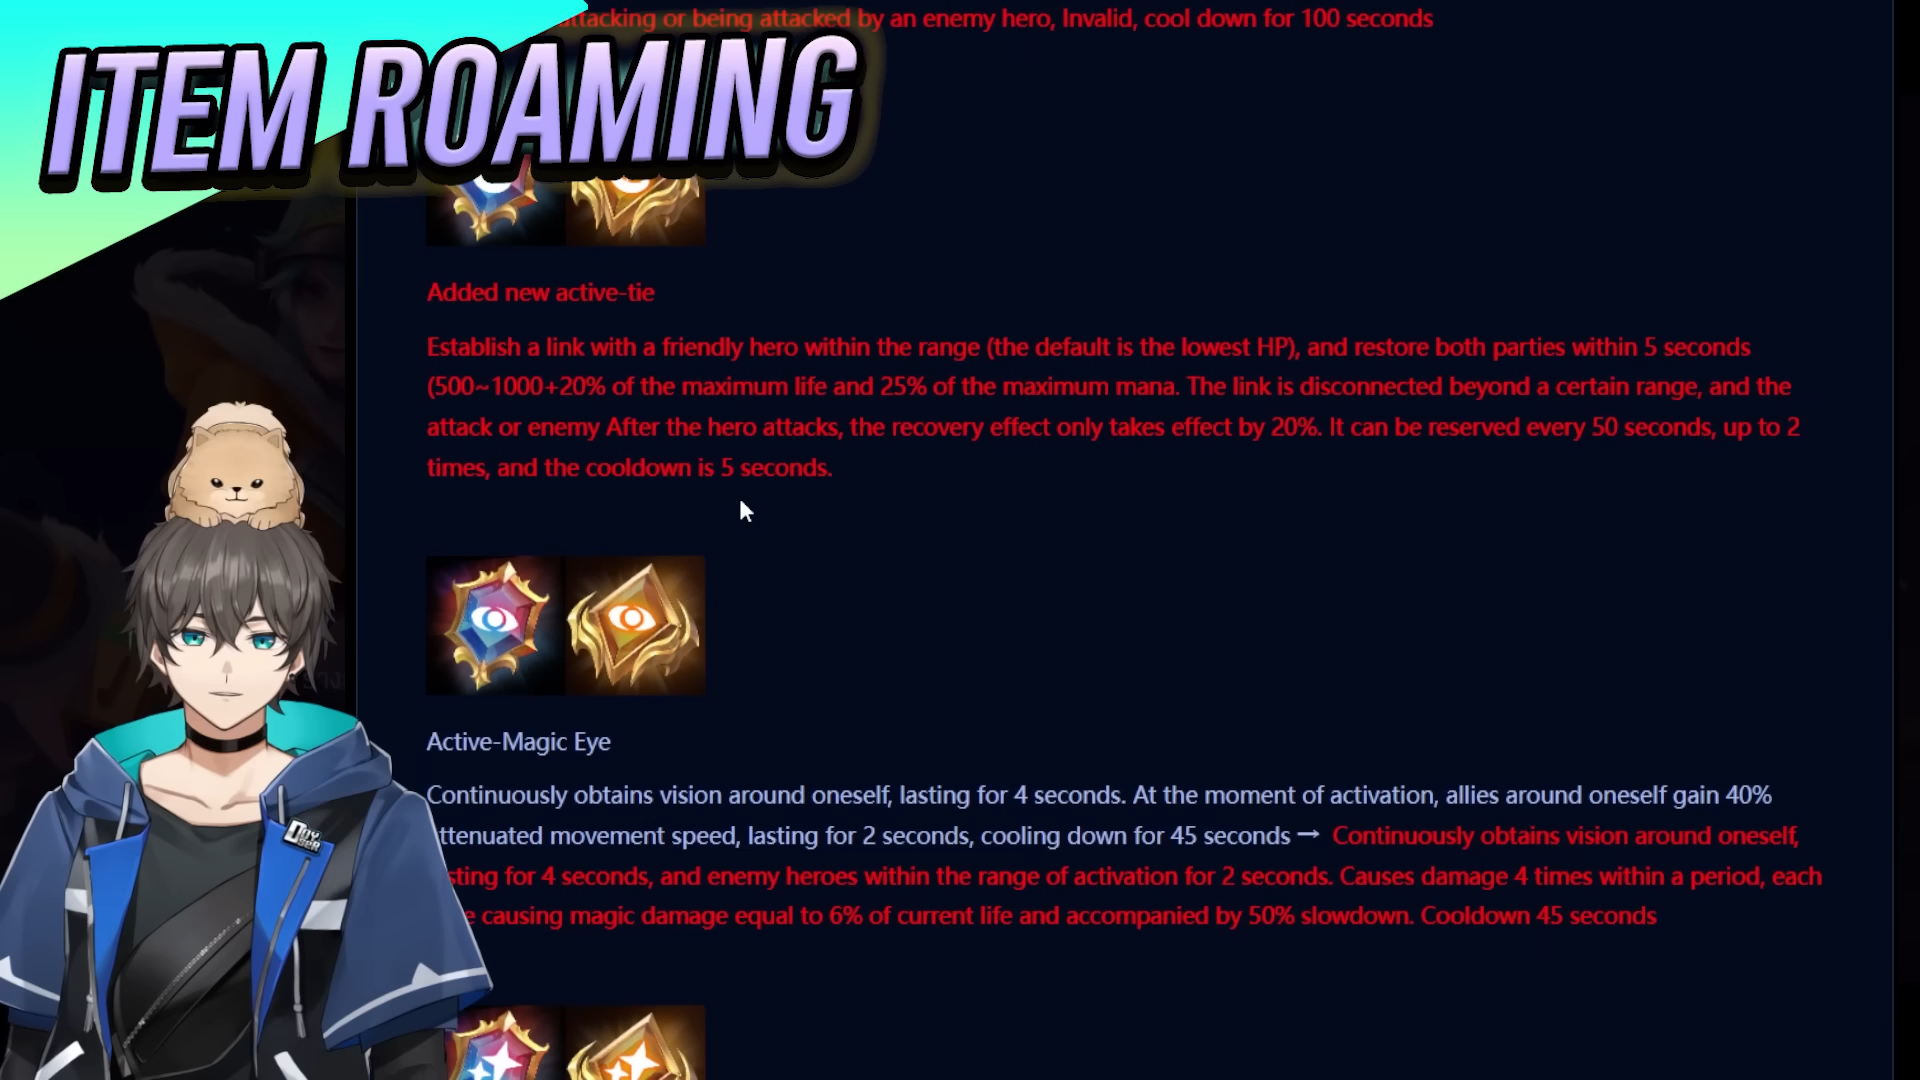 attacking or being attacked by an enemy hero, Invalid, cool down for 100 seconds
ITEM ROAMING
Added new active-tie
Establish a link with a friendly hero within the range (the default is the lowest HP), and restore both parties within 5 seconds
(500~1000+20% of the maximum life and 25% of the maximum mana. The link is disconnected beyond a certain range, and the
attack or enemy After the hero attacks, the recovery effect only takes effect by 20%. It can be reserved every 50 seconds, up to 2
times, and the cooldown is 5 seconds.
Active-Magic Eye
Continuously obtains vision around oneself, lasting for 4 seconds. At the moment of activation, allies around oneself gain 40%
ttenuated movement speed, lasting for 2 seconds, cooling down for 45 seconds → Continuously obtains vision around oneself,
sting for 4 seconds, and enemy heroes within the range of activation for 2 seconds. Causes damage 4 times within a period, each
causing magic damage equal to 6% of current life and accompanied by 50% slowdown. Cooldown 45 seconds